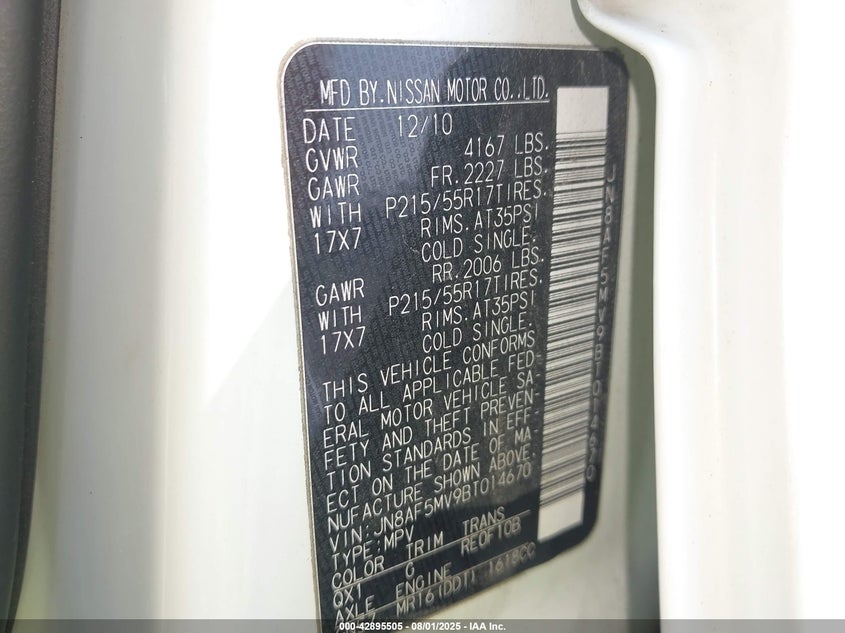 MFD BY.NISSAN MOTOR CO.,LTD.
DATE 12/10
GVWR 4167 LBS.
GAWR FR.2227 LBS.
WITH P215/55R17TIRES.
17X7 RIMS.AT35PSI
COLD SINGLE.
GAWR RR.2006 LBS.
WITH P215/55R17TIRES.
17X7 RIMS.AT35PSI
COLD SINGLE.
THIS VEHICLE CONFORMS
TO ALL APPLICABLE FED-
ERAL MOTOR VEHICLE SA-
FETY AND THEFT PREVEN-
TION STANDARDS IN EFF-
ECT ON THE DATE OF MA-
NUFACTURE SHOWN ABOVE.
VIN:JN8AF5MV9BT014670
TYPE:MPV
COLOR TRIM TRANS
QX1 G RE0F10B
AXLE ENGINE
MR16(DDT) 1618CC
JN8AF5MV9BT014670
000-42895505 - 08/01/2025 - IAA Inc.